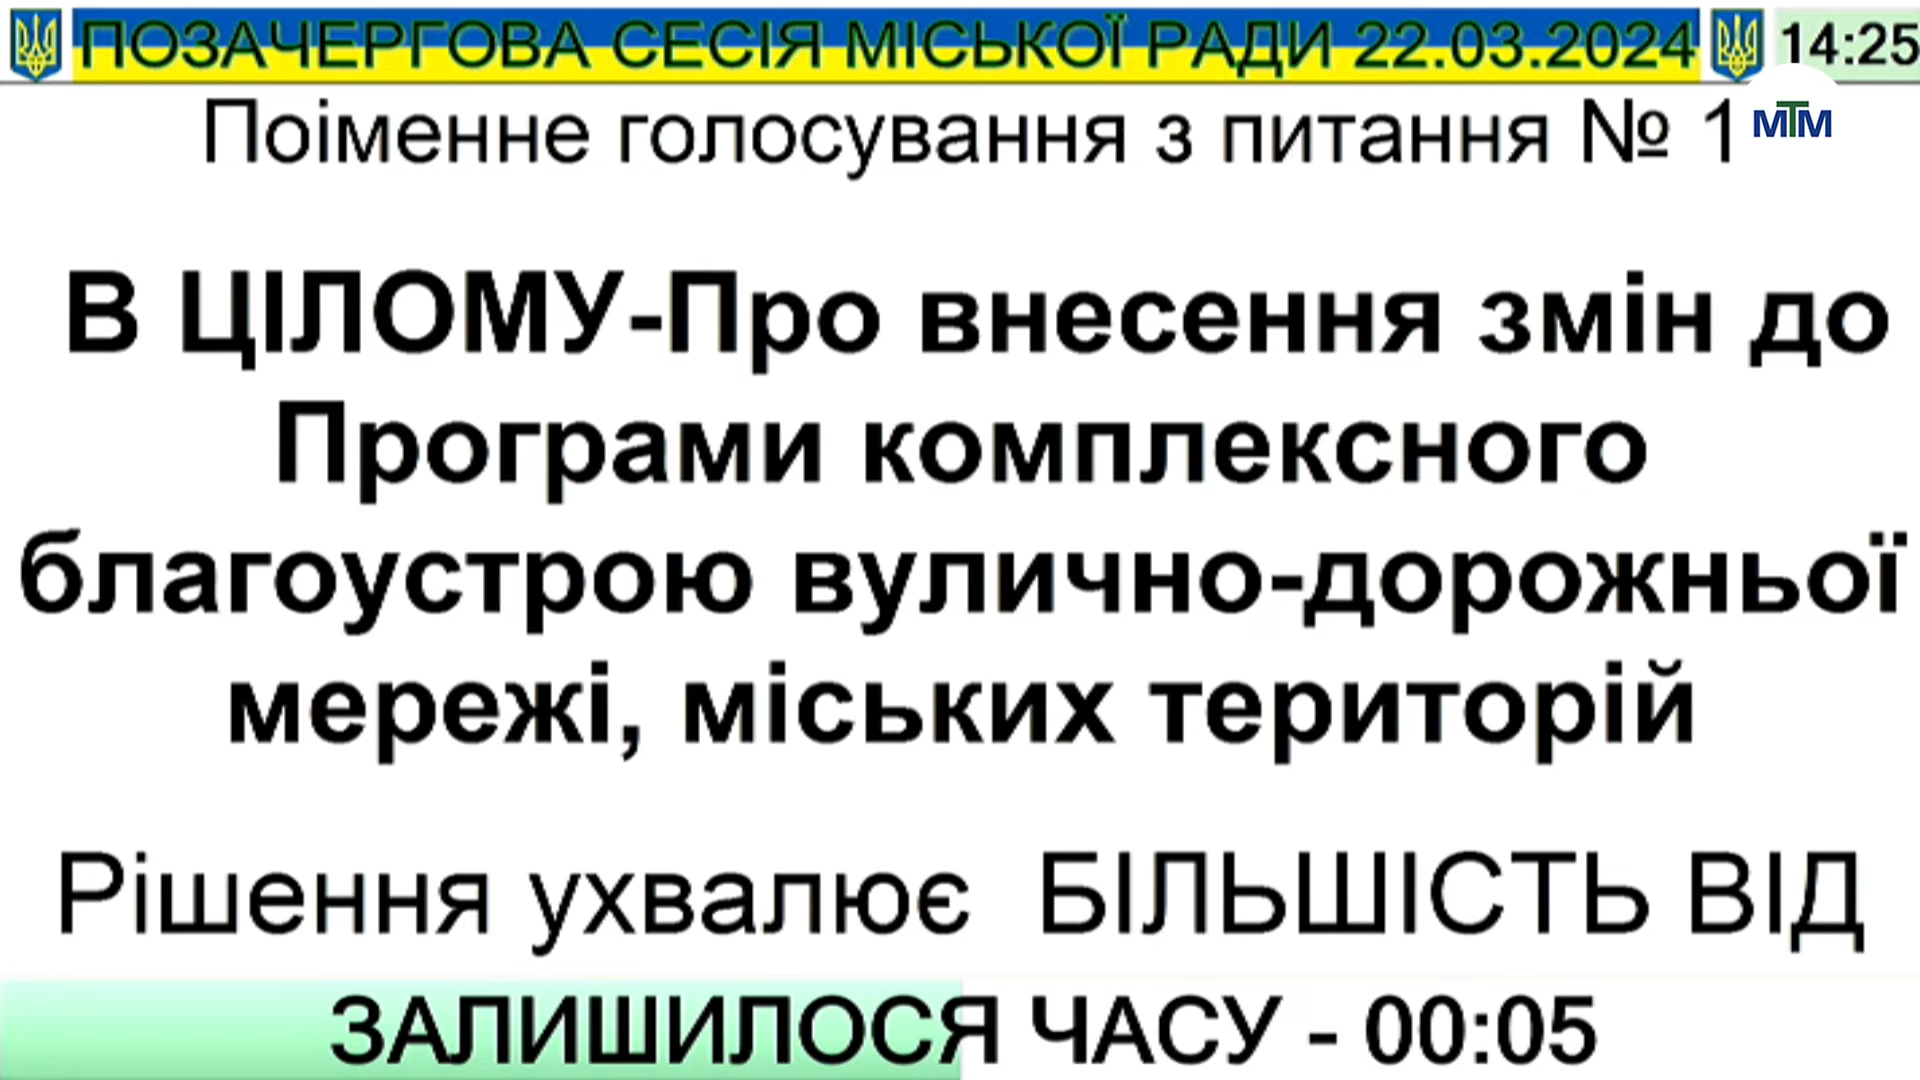 ПОЗАЧЕРГОВА СЕСІЯ МІСЬКОЇ РАДИ 22.03.2024 14:25
Поіменне голосування з питання № 1
МТМ
В ЦІЛОМУ-Про внесення змін до
Програми комплексного
благоустрою вулично-дорожньої
мережі, міських територій
Рішення ухвалює БІЛЬШІСТЬ ВІД
ЗАЛИШИЛОСЯ ЧАСУ - 00:05